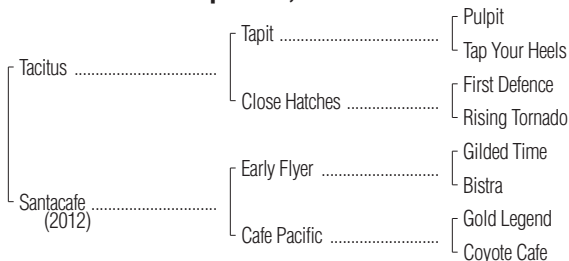 Pulpit
Tapit ................................
Tap Your Heels
Tacitus ............................
First Defence
Close Hatches .....................
Rising Tornado
Gilded Time
Early Flyer ........................
Bistra
Santacafe .........................
(2012)
Gold Legend
Cafe Pacific ......................
Coyote Cafe